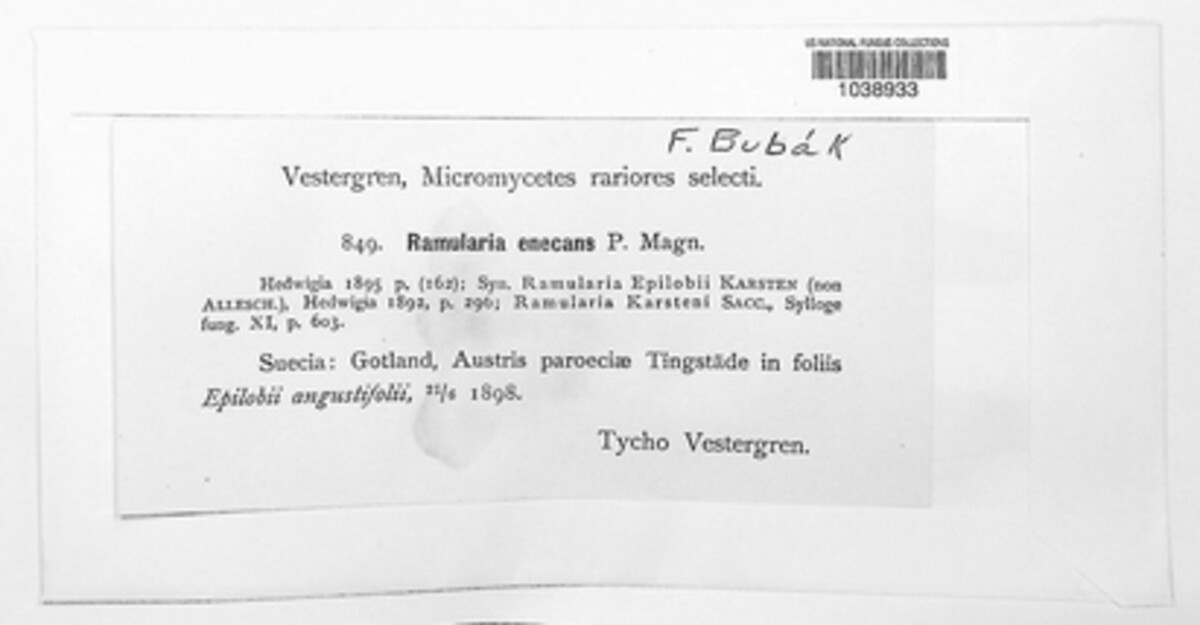 US NATIONAL FUNGUS COLLECTIONS
1038933
F. Bubák
Vestergren, Micromycetes rariores selecti.
849. Ramularia enecans P. Magn.
Hedwigia 1895 p. (162); Syn. Ramularia Epilobii KARSTEN (non
ALLESCH.), Hedwigia 1892, p. 296; Ramularia Karsteni SACC., Sylloge
fung. XI, p. 603.
Suecia: Gotland, Austris paroeciæ Tingstäde in foliis
Epilobii angustifolii, /6 1898.
Tycho Vestergren.